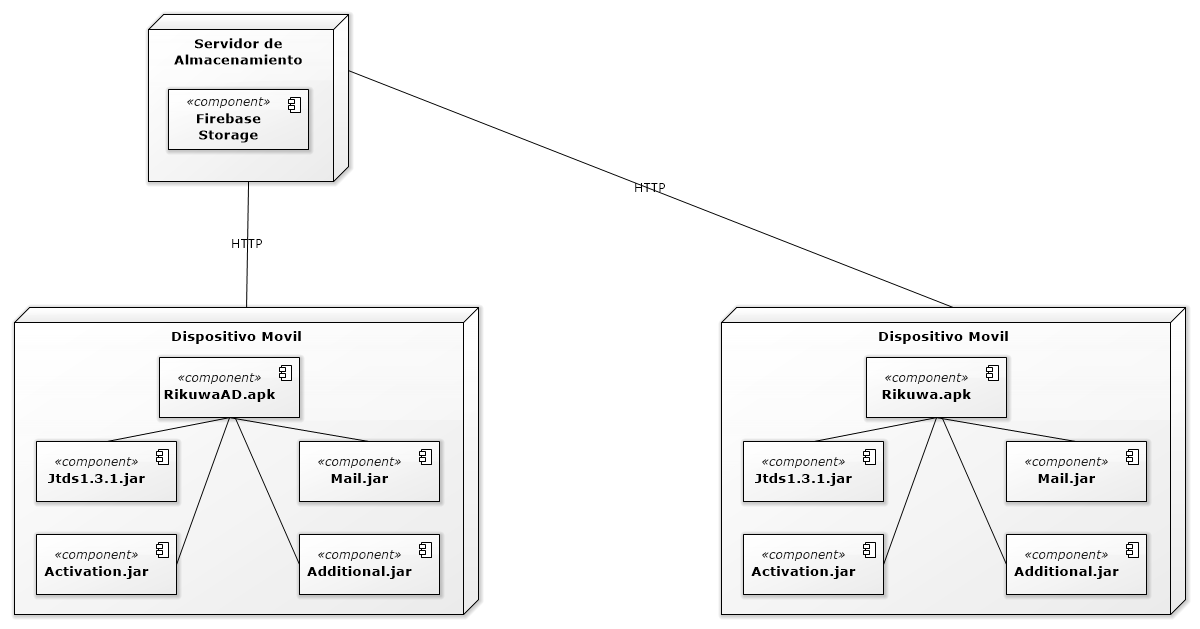 Servidor de
Almacenamiento
«component»
Firebase
Storage
HTTP
HTTP
Dispositivo Movil
«component»
RikuwaAD.apk
«component»
Jtds1.3.1.jar
«component»
Mail.jar
«component»
Activation.jar
«component»
Additional.jar
Dispositivo Movil
«component»
Rikuwa.apk
«component»
Jtds1.3.1.jar
«component»
Mail.jar
«component»
Activation.jar
«component»
Additional.jar